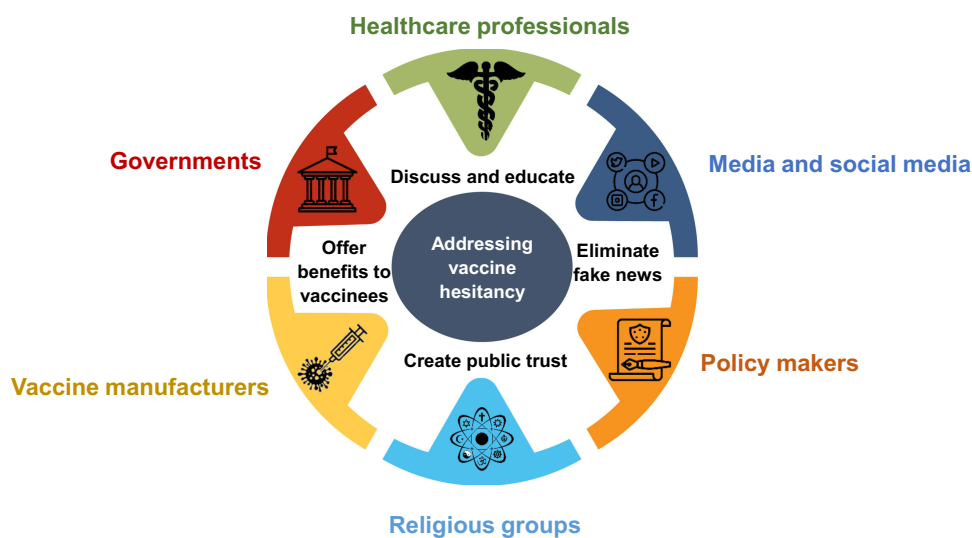 Healthcare professionals
Governments
Media and social media
Discuss and educate
Addressing
vaccine
hesitancy
Offer
benefits to
vaccinees
Eliminate
fake news
Create public trust
Policy makers
Vaccine manufacturers
Religious groups